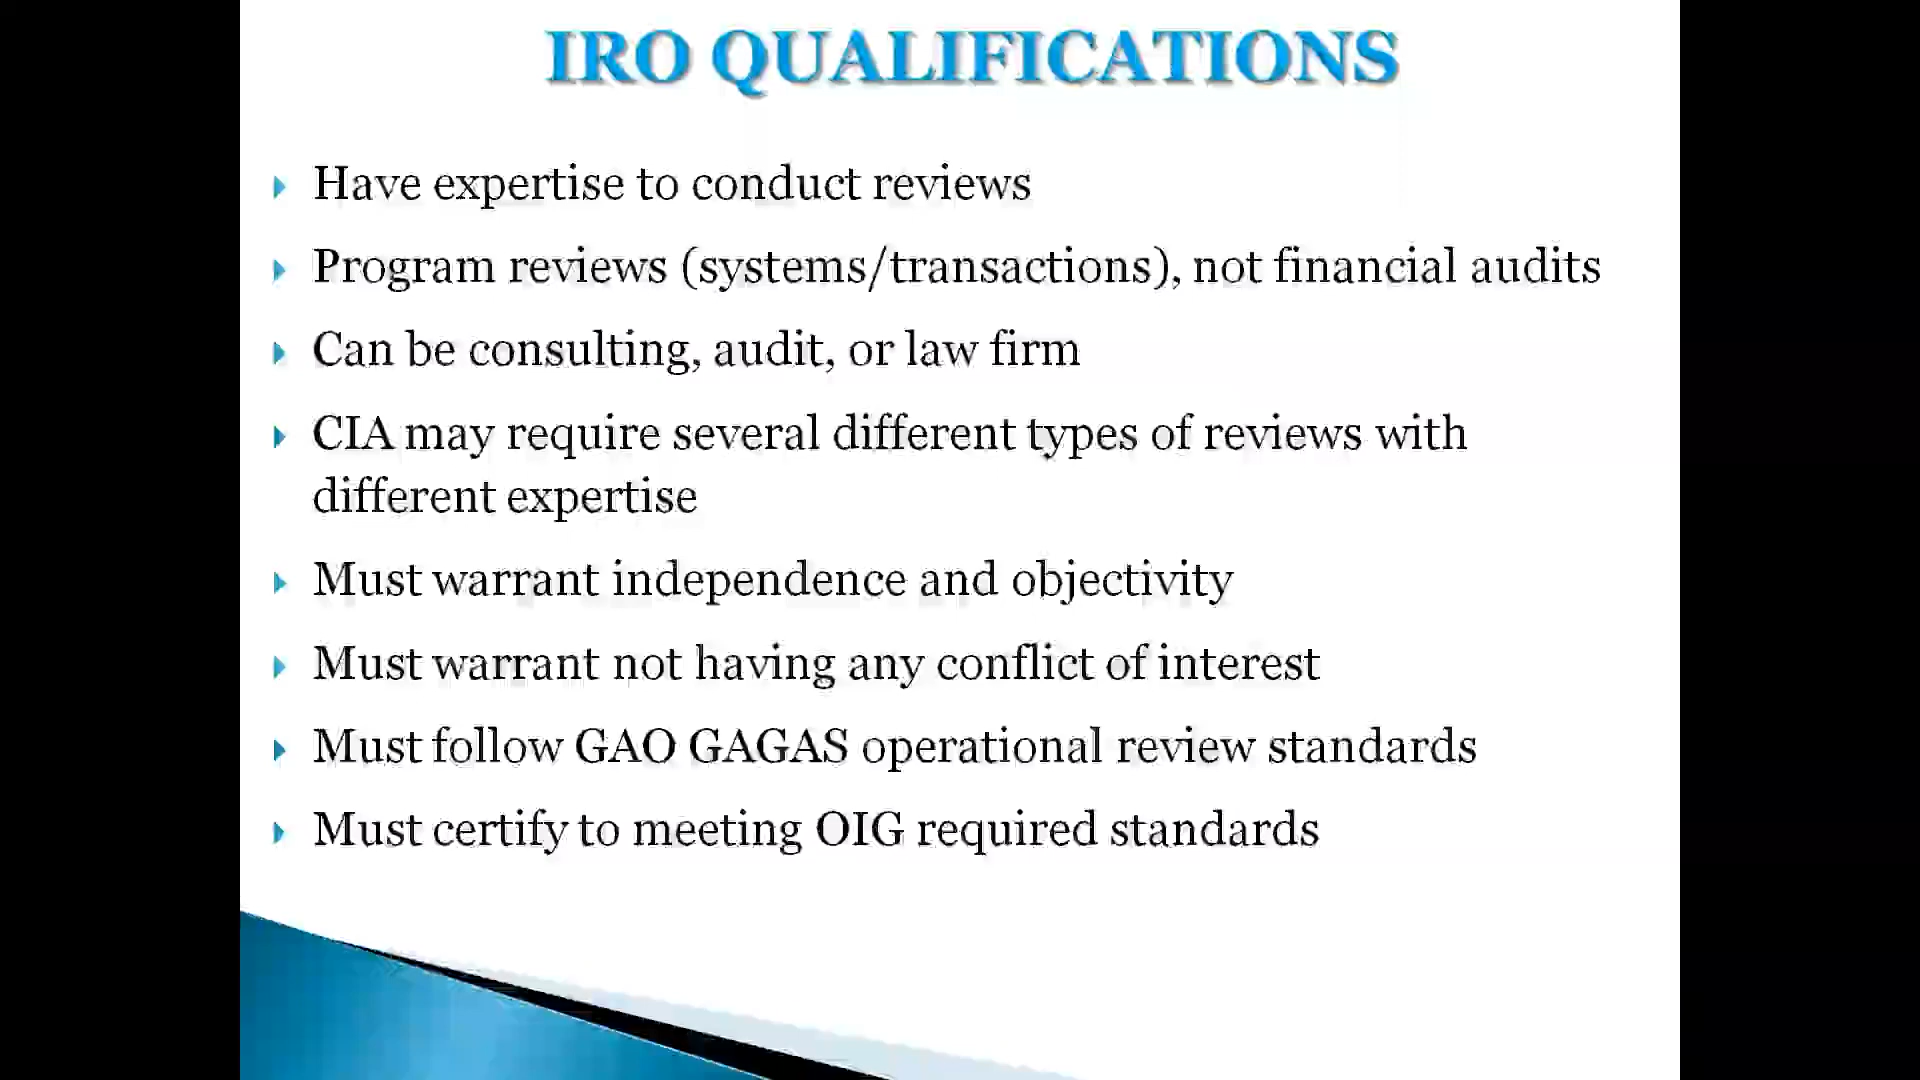 IRO QUALIFICATIONS
Have expertise to conduct reviews
Program reviews (systems/transactions), not financial audits
Can be consulting, audit, or law firm
CIA may require several different types of reviews with
different expertise
Must warrant independence and objectivity
Must warrant not having any conflict of interest
Must follow GAO GAGAS operational review standards
Must certify to meeting OIG required standards